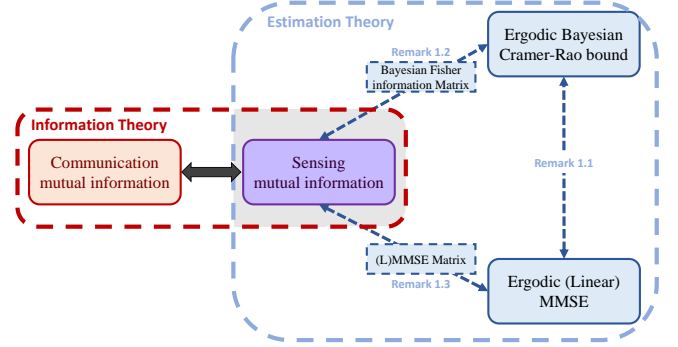 Estimation Theory
Remark 1.2
Ergodic Bayesian
Cramer-Rao bound
Bayesian Fisher
information Matrix
Information Theory
Communication
mutual information
Sensing
mutual information
Remark 1.1
(L)MMSE Matrix
Remark 1.3
Ergodic (Linear)
MMSE